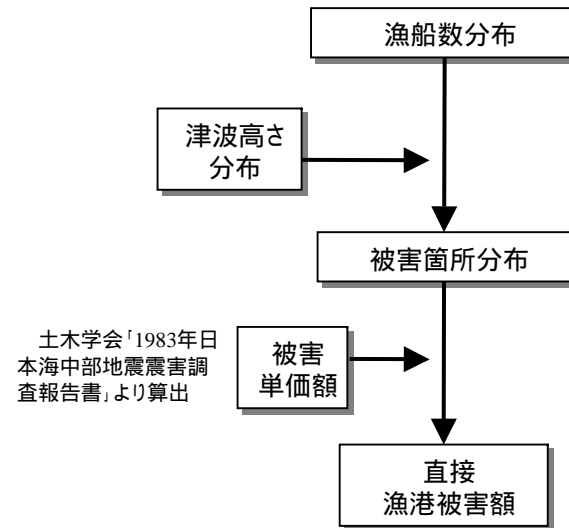 漁船数分布
津波高さ
分布
被害箇所分布
土木学会｢1983年日
本海中部地震震害調
査報告書｣より算出
被害
単価額
直接
漁港被害額